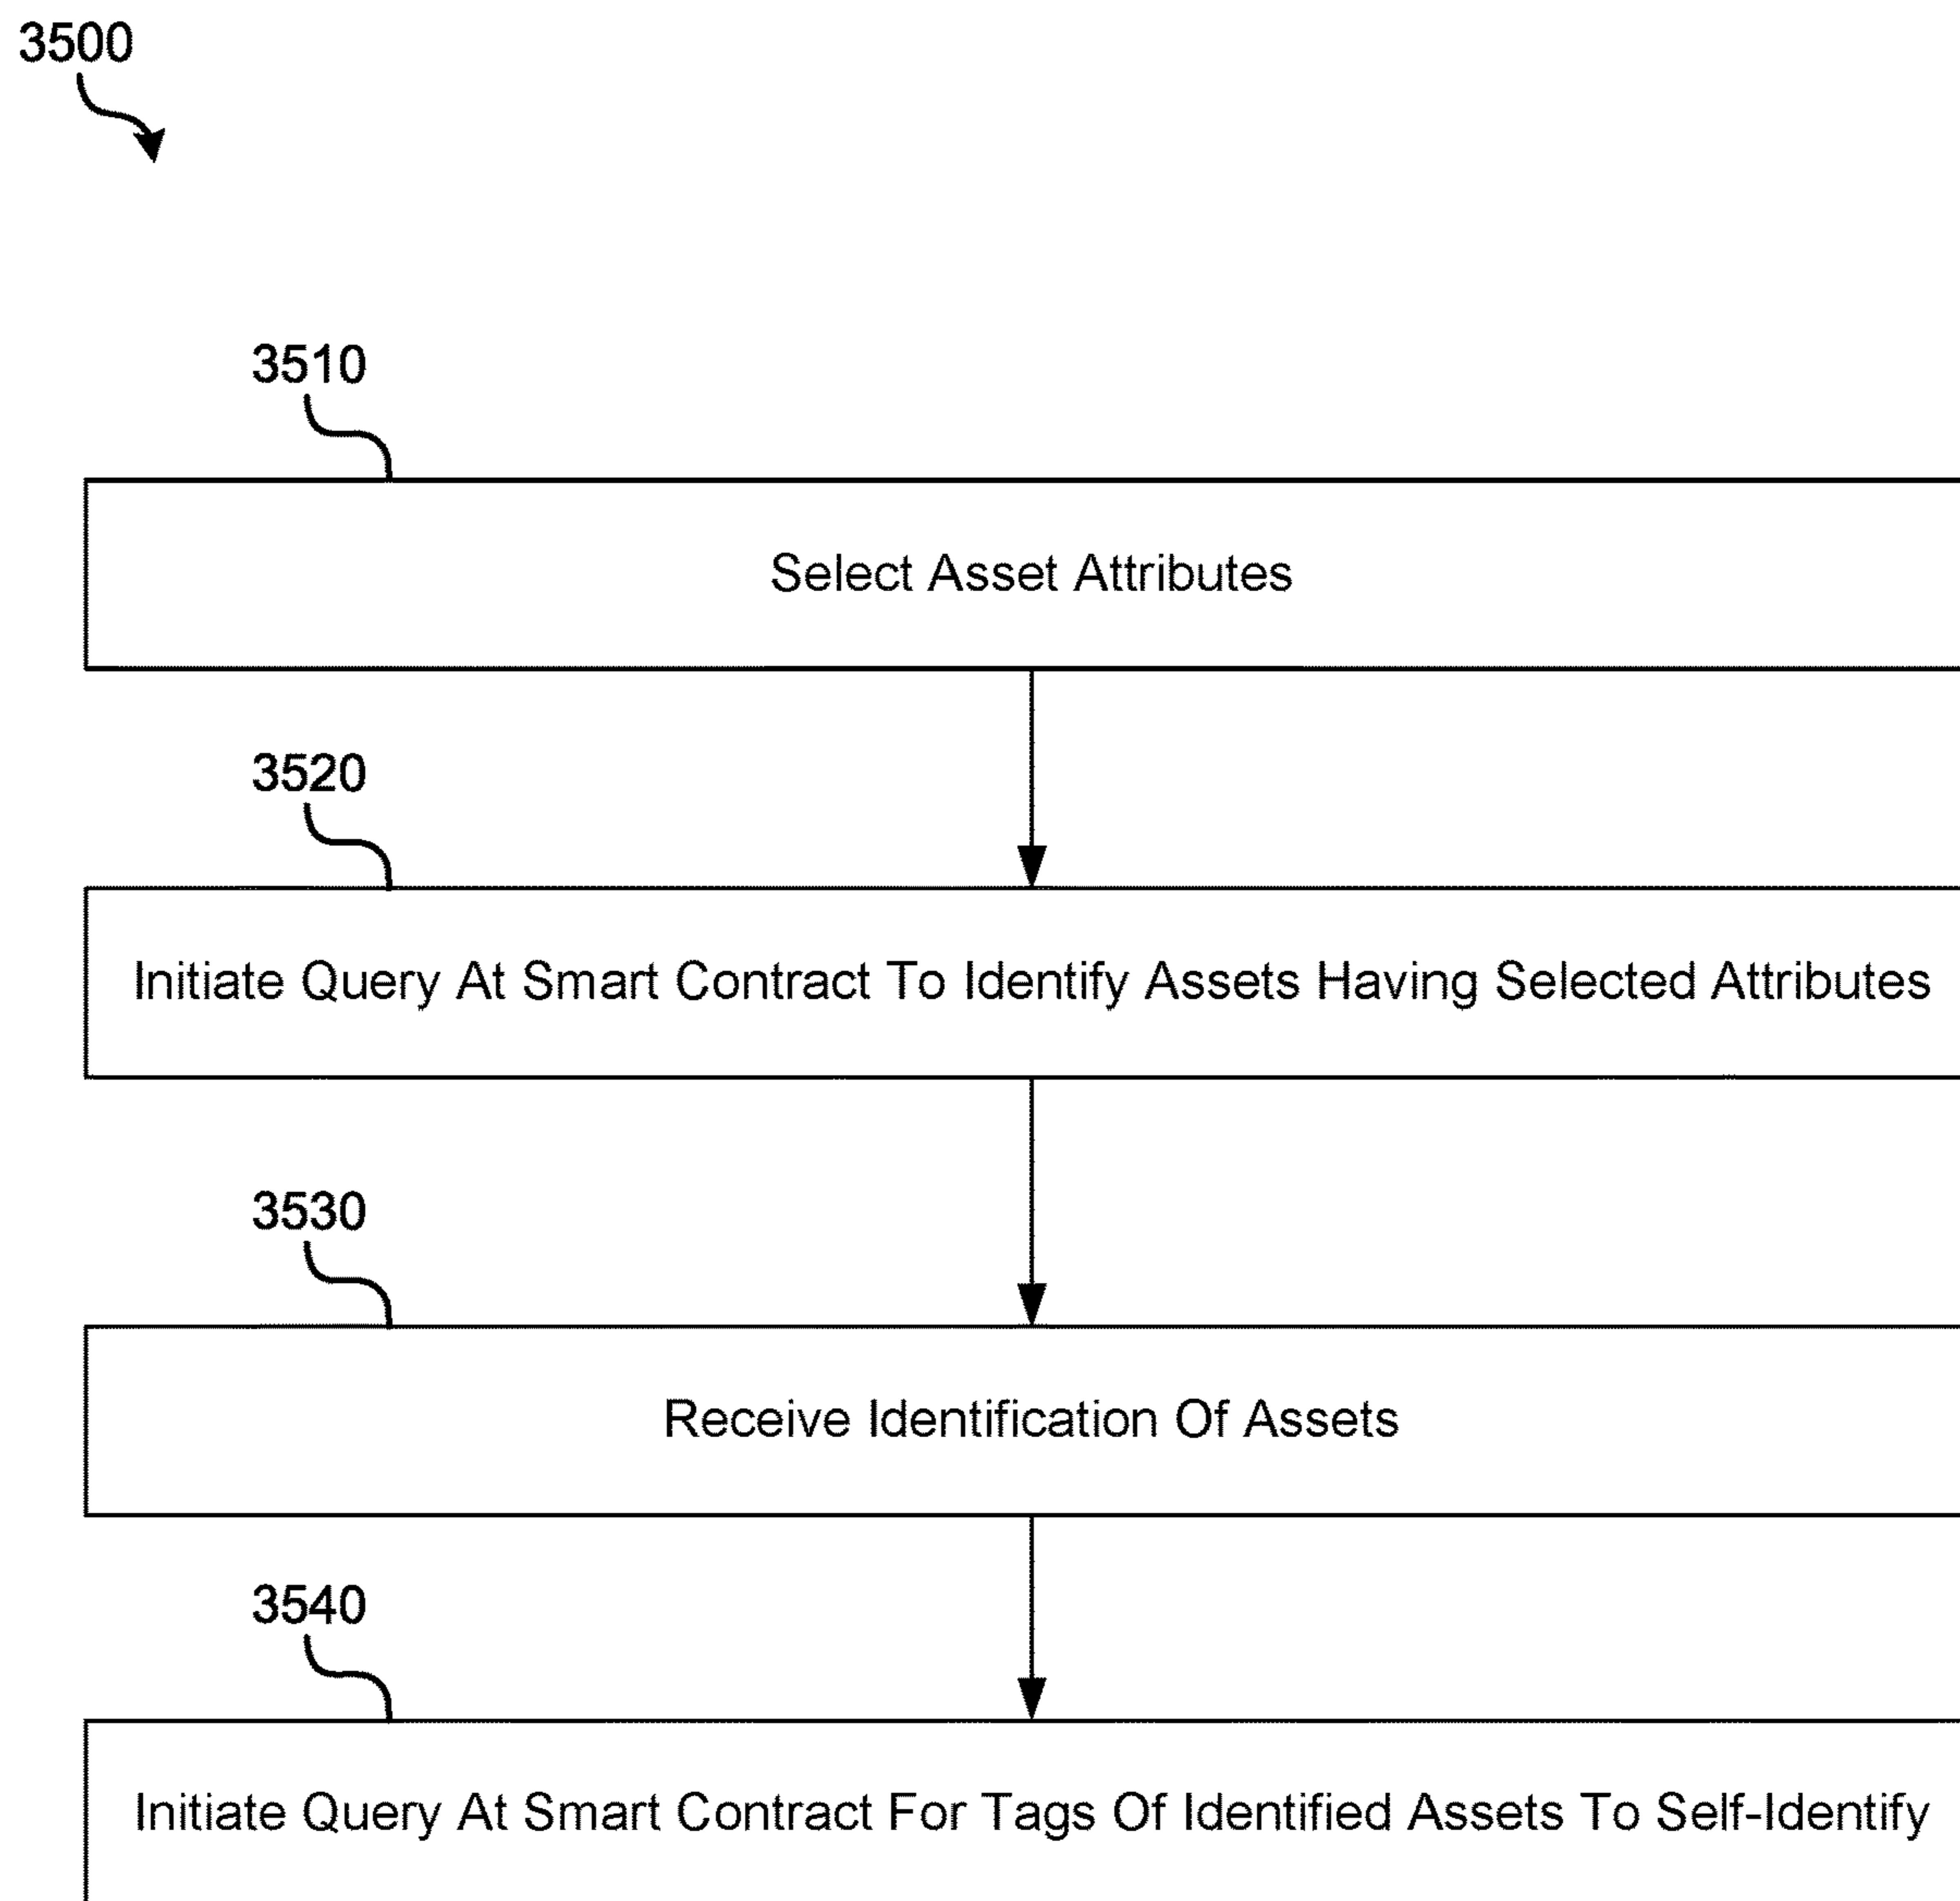 3500
3510
Select Asset Attributes
3520
Initiate Query At Smart Contract To Identify Assets Having Selected Attributes
3530
Receive Identification Of Assets
3540
Initiate Query At Smart Contract For Tags Of Identified Assets To Self-Identify